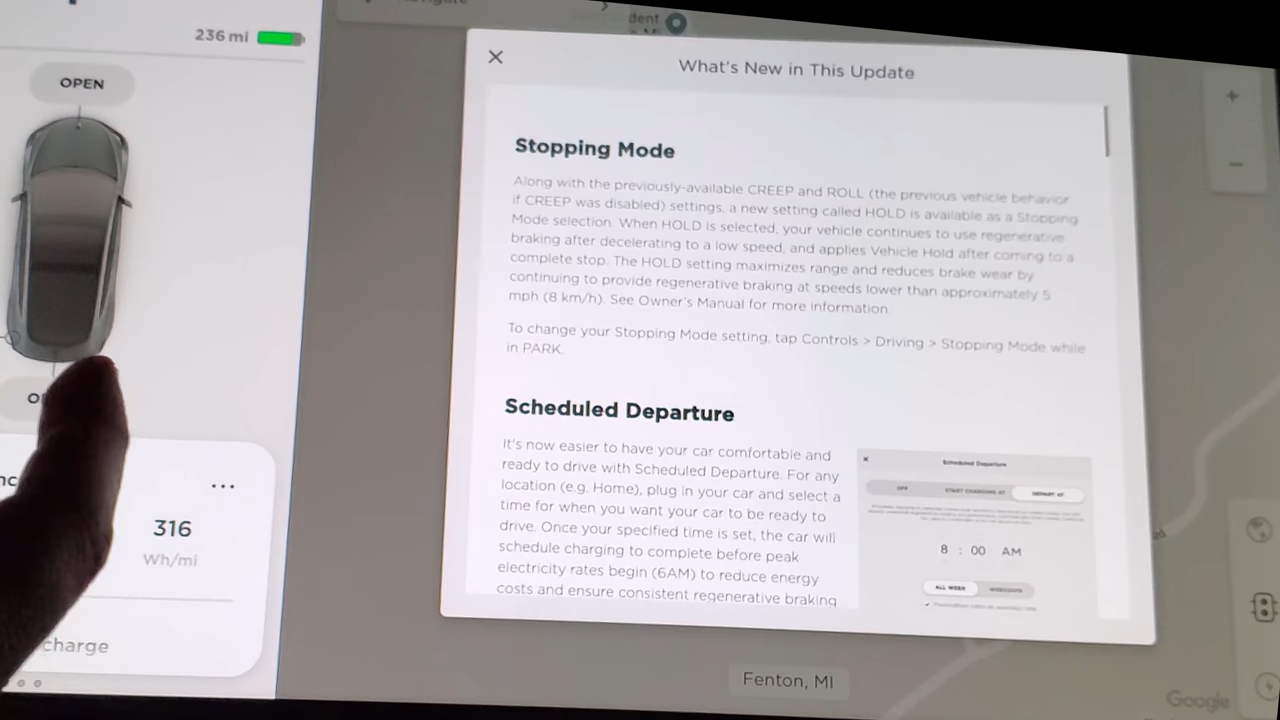 236 mi
OPEN
316
Wh/mi
charge
dent
What's New in This Update
Stopping Mode
Along with the previously-available CREEP and ROLL (the previous vehicle behavior
if CREEP was disabled) settings, a new setting called HOLD is available as a Stopping
Mode selection. When HOLD is selected, your vehicle continues to use regenerative
braking after decelerating to a low speed, and applies Vehicle Hold after coming to a
complete stop. The HOLD setting maximizes range and reduces brake wear by
continuing to provide regenerative braking at speeds lower than approximately 5
mph (8 km/h). See Owner's Manual for more information.
To change your Stopping Mode setting, tap Controls > Driving > Stopping Mode while
in PARK.
Scheduled Departure
It's now easier to have your car comfortable and
ready to drive with Scheduled Departure. For any
location (e.g. Home), plug in your car and select a
time for when you want your car to be ready to
drive. Once your specified time is set, the car will
schedule charging to complete before peak
electricity rates begin (6AM) to reduce energy
costs and ensure consistent regenerative braking
Scheduled Departure
OFF START CHARGING AT DEPART AT
8 : 00 AM
ALL WEEK WEEKDAYS
Fenton, MI
Google